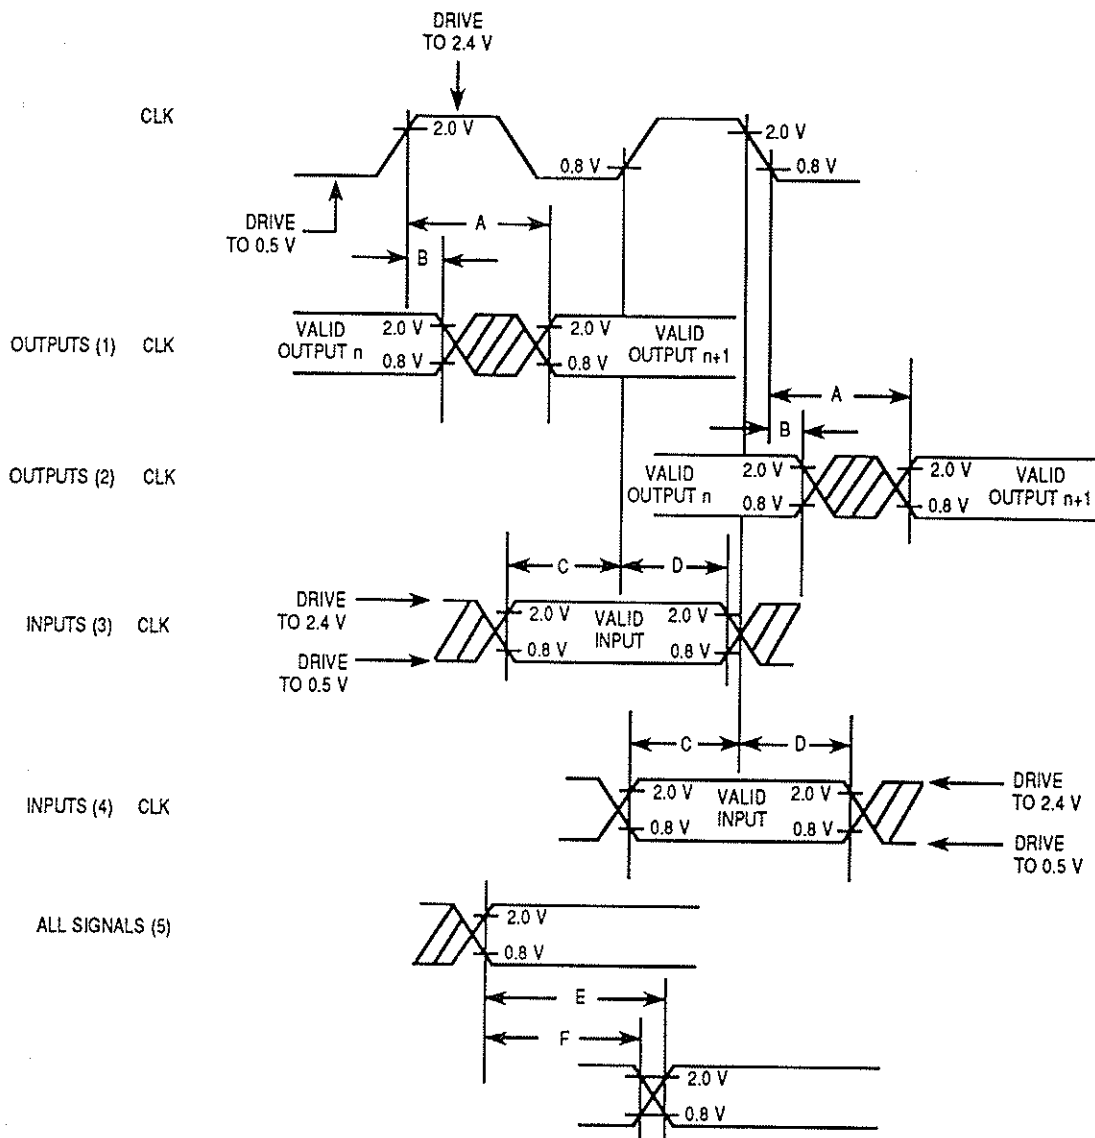 DRIVE
TO 2.4 V
CLK
2.0 V
0.8 V
2.0 V
0.8 V
DRIVE
TO 0.5 V
A
B
OUTPUTS (1) CLK
VALID
OUTPUT n
2.0 V
0.8 V
2.0 V
0.8 V
VALID
OUTPUT n+1
A
B
OUTPUTS (2) CLK
VALID
OUTPUT n
2.0 V
0.8 V
2.0 V
0.8 V
VALID
OUTPUT n+1
C
D
INPUTS (3) CLK
DRIVE
TO 2.4 V
DRIVE
TO 0.5 V
2.0 V
0.8 V
VALID
INPUT
2.0 V
0.8 V
C
D
INPUTS (4) CLK
2.0 V
0.8 V
VALID
INPUT
2.0 V
0.8 V
DRIVE
TO 2.4 V
DRIVE
TO 0.5 V
ALL SIGNALS (5)
2.0 V
0.8 V
E
F
2.0 V
0.8 V